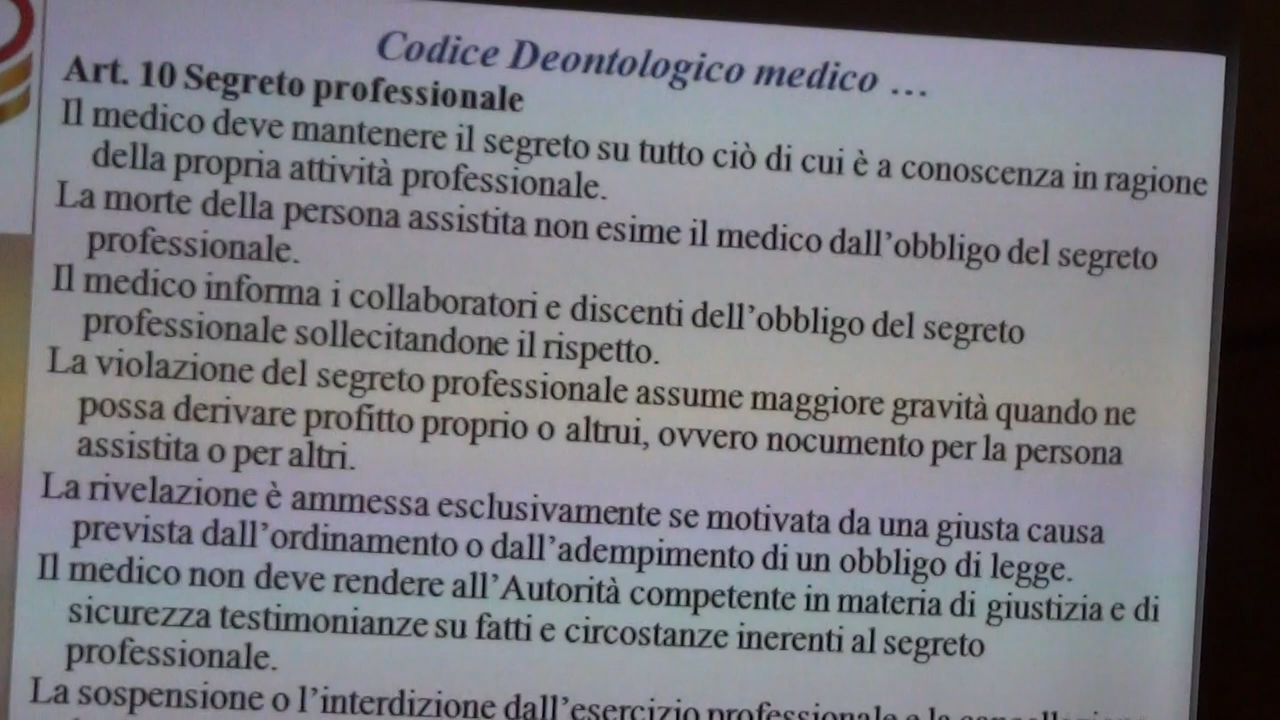 Codice Deontologico medico ...
Art. 10 Segreto professionale
Il medico deve mantenere il segreto su tutto ciò di cui è a conoscenza in ragione
della propria attività professionale.
La morte della persona assistita non esime il medico dall'obbligo del segreto
professionale.
Il medico informa i collaboratori e discenti dell'obbligo del segreto
professionale sollecitandone il rispetto.
La violazione del segreto professionale assume maggiore gravità quando ne
possa derivare profitto proprio o altrui, ovvero nocumento per la persona
assistita o per altri.
La rivelazione è ammessa esclusivamente se motivata da una giusta causa
prevista dall'ordinamento o dall'adempimento di un obbligo di legge.
Il medico non deve rendere all'Autorità competente in materia di giustizia e di
sicurezza testimonianze su fatti e circostanze inerenti al segreto
professionale.
La sospensione o l'interdizione dall'esercizio professionale e la